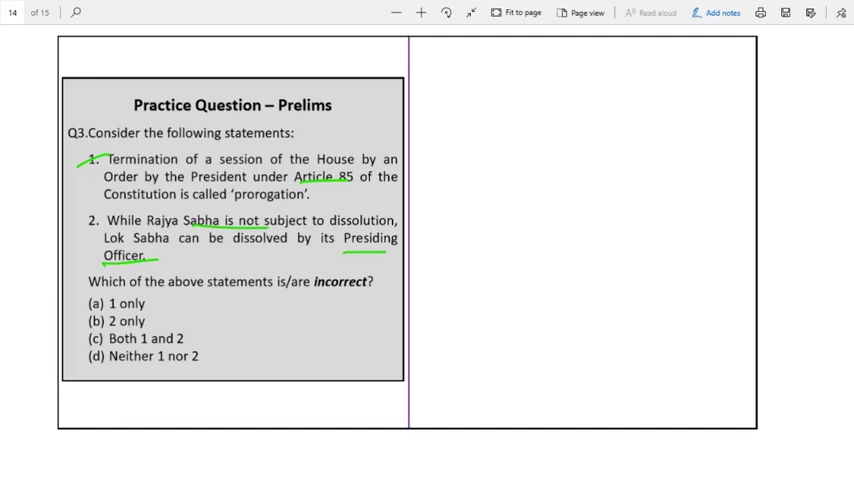 14 of 15 Fit to page Page view Read aloud Add notes
Practice Question – Prelims
Q3.Consider the following statements:
1. Termination of a session of the House by an
Order by the President under Article 85 of the
Constitution is called ‘prorogation’.
2. While Rajya Sabha is not subject to dissolution,
Lok Sabha can be dissolved by its Presiding
Officer.
Which of the above statements is/are incorrect?
(a) 1 only
(b) 2 only
(c) Both 1 and 2
(d) Neither 1 nor 2